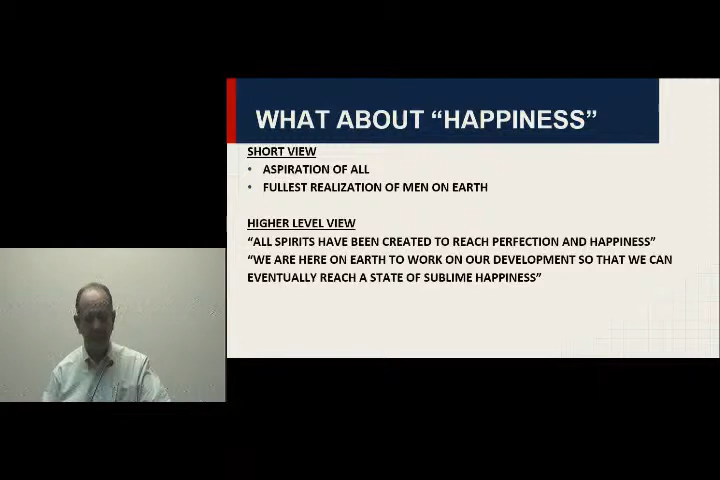 WHAT ABOUT “HAPPINESS”
SHORT VIEW
• ASPIRATION OF ALL
• FULLEST REALIZATION OF MEN ON EARTH
HIGHER LEVEL VIEW
“ALL SPIRITS HAVE BEEN CREATED TO REACH PERFECTION AND HAPPINESS”
“WE ARE HERE ON EARTH TO WORK ON OUR DEVELOPMENT SO THAT WE CAN
EVENTUALLY REACH A STATE OF SUBLIME HAPPINESS”